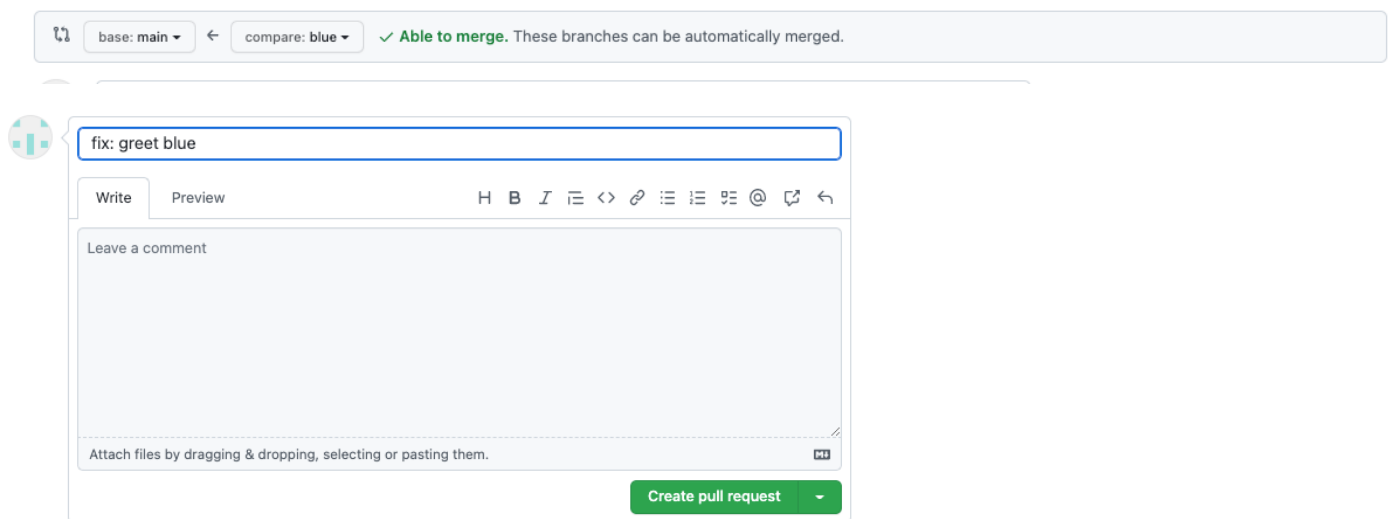 base: main ← compare: blue ✓ Able to merge. These branches can be automatically merged.
fix: greet blue
Write Preview H B I <> @
Leave a comment
Attach files by dragging & dropping, selecting or pasting them.
Create pull request